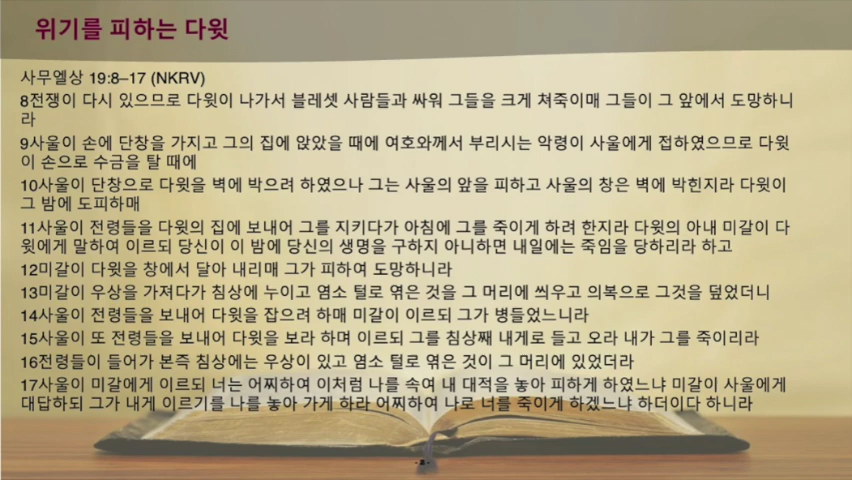 위기를 피하는 다윗
사무엘상 19:8–17 (NKRV)
8전쟁이 다시 있으므로 다윗이 나가서 블레셋 사람들과 싸워 그들을 크게 쳐죽이매 그들이 그 앞에서 도망하니
라
9사울이 손에 단창을 가지고 그의 집에 앉았을 때에 여호와께서 부리시는 악령이 사울에게 접하였으므로 다윗
이 손으로 수금을 탈 때에
10사울이 단창으로 다윗을 벽에 박으려 하였으나 그는 사울의 앞을 피하고 사울의 창은 벽에 박힌지라 다윗이
그 밤에 도피하매
11사울이 전령들을 다윗의 집에 보내어 그를 지키다가 아침에 그를 죽이게 하려 한지라 다윗의 아내 미갈이 다
윗에게 말하여 이르되 당신이 이 밤에 당신의 생명을 구하지 아니하면 내일에는 죽임을 당하리라 하고
12미갈이 다윗을 창에서 달아 내리매 그가 피하여 도망하니라
13미갈이 우상을 가져다가 침상에 누이고 염소 털로 엮은 것을 그 머리에 씌우고 의복으로 그것을 덮었더니
14사울이 전령들을 보내어 다윗을 잡으려 하매 미갈이 이르되 그가 병들었느니라
15사울이 또 전령들을 보내어 다윗을 보라 하며 이르되 그를 침상째 내게로 들고 오라 내가 그를 죽이리라
16전령들이 들어가 본즉 침상에는 우상이 있고 염소 털로 엮은 것이 그 머리에 있었더라
17사울이 미갈에게 이르되 너는 어찌하여 이처럼 나를 속여 내 대적을 놓아 피하게 하였느냐 미갈이 사울에게
대답하되 그가 내게 이르기를 나를 놓아 가게 하라 어찌하여 나로 너를 죽이게 하겠느냐 하더이다 하니라